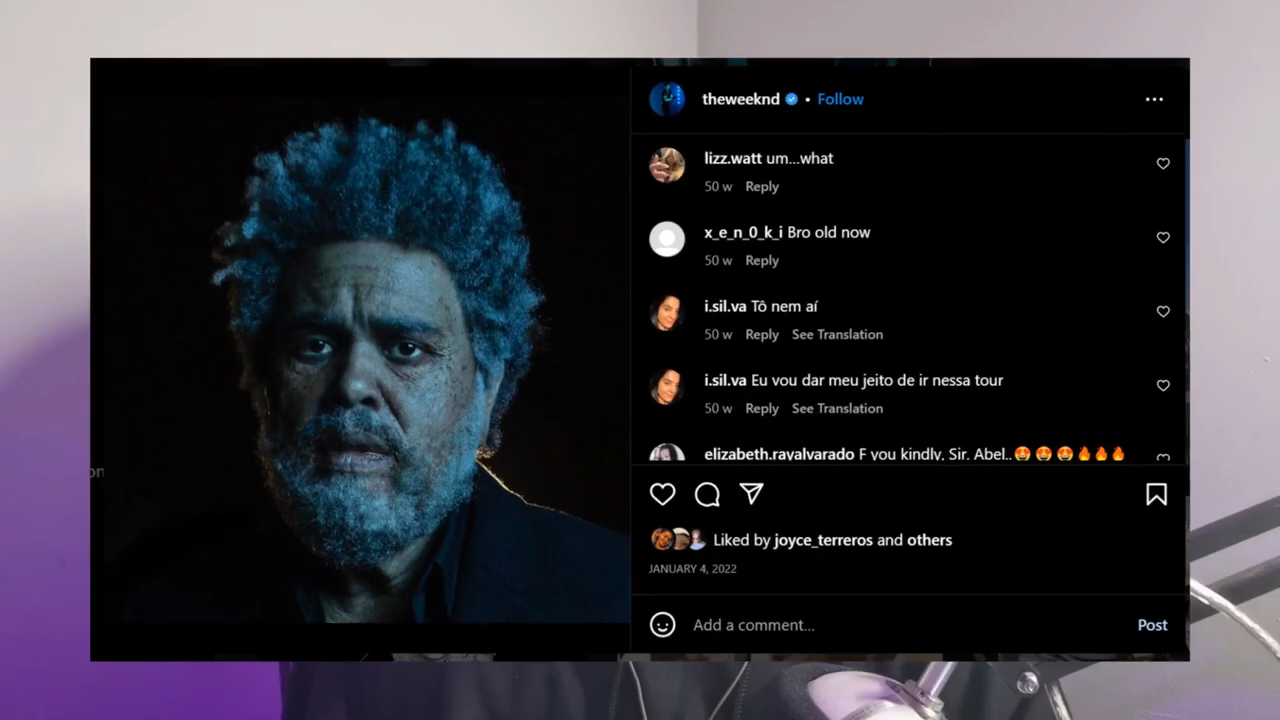 theweeknd • Follow
lizz.watt um...what
50 w Reply
x_e_n_0_k_i Bro old now
50 w Reply
i.sil.va Tô nem aí
50 w Reply See Translation
i.sil.va Eu vou dar meu jeito de ir nessa tour
50 w Reply See Translation
elizabeth.rayalvarado F you kindly, Sir. Abel..😍😍😍🔥🔥🔥
on
Liked by joyce_terreros and others
JANUARY 4, 2022
Add a comment...
Post